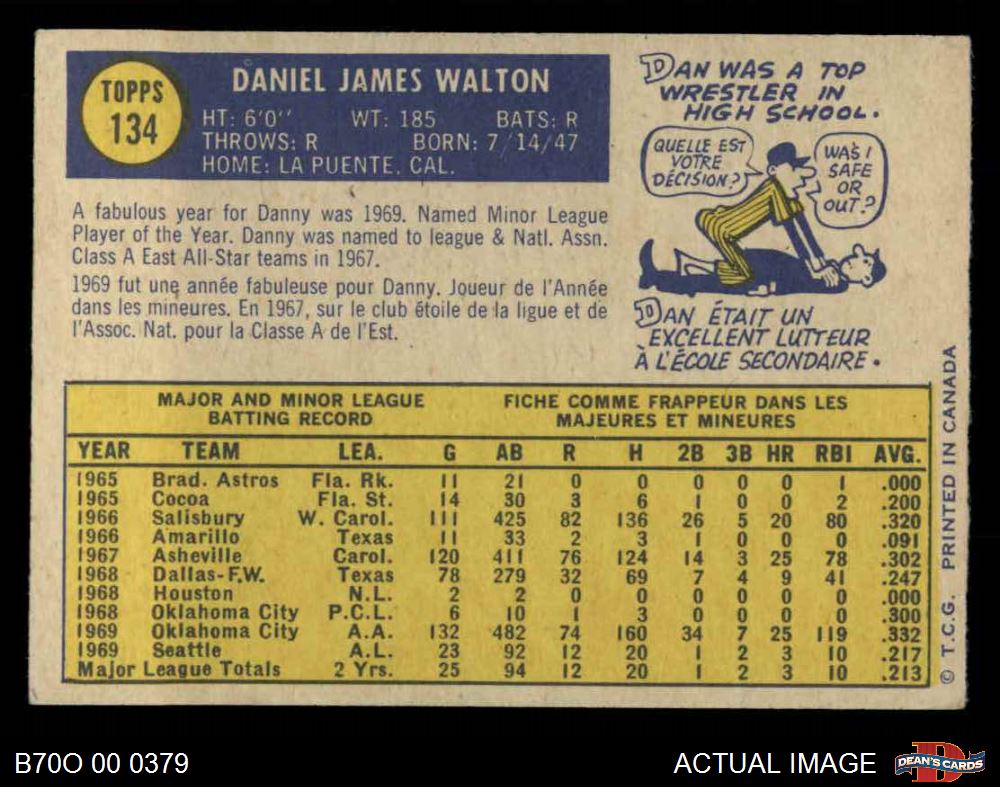 TOPPS
134
DANIEL JAMES WALTON
HT: 6'0" WT: 185 BATS: R
THROWS: R BORN: 7/14/47
HOME: LA PUENTE, CAL.
A fabulous year for Danny was 1969. Named Minor League
Player of the Year. Danny was named to league & Natl. Assn.
Class A East All-Star teams in 1967.
1969 fut une année fabuleuse pour Danny. Joueur de l'Année
dans les mineures. En 1967, sur le club étoile de la ligue et de
l'Assoc. Nat. pour la Classe A de l'Est.
DAN WAS A TOP
WRESTLER IN
HIGH SCHOOL.
QUELLE EST
VOTRE
DÉCISION?
WAS I
SAFE
OR
OUT?
DAN ÉTAIT UN
EXCELLENT LUTTEUR
À L'ÉCOLE SECONDAIRE.
MAJOR AND MINOR LEAGUE
BATTING RECORD
FICHE COMME FRAPPEUR DANS LES
MAJEURES ET MINEURES
YEAR TEAM LEA. G AB R H 2B 3B HR RBI AVG.
1965 Brad. Astros Fla. Rk. 11 21 0 0 0 0 0 1 .000
1965 Cocoa Fla. St. 14 30 3 6 1 0 0 2 .200
1966 Salisbury W. Carol. 111 425 82 136 26 5 20 80 .320
1966 Amarillo Texas 11 33 2 3 1 0 0 0 .091
1967 Asheville Carol. 120 411 76 124 14 3 25 78 .302
1968 Dallas-F.W. Texas 78 279 32 69 7 4 9 41 .247
1968 Houston N.L. 2 2 0 0 0 0 0 0 .000
1968 Oklahoma City P.C.L. 6 10 1 3 0 0 0 0 .300
1969 Oklahoma City A.A. 132 482 74 160 34 7 25 119 .332
1969 Seattle A.L. 23 92 12 20 1 2 3 10 .217
Major League Totals 2 Yrs. 25 94 12 20 1 2 3 10 .213
© T.C.G. PRINTED IN CANADA
B70O 00 0379
ACTUAL IMAGE
DEAN'S CARDS